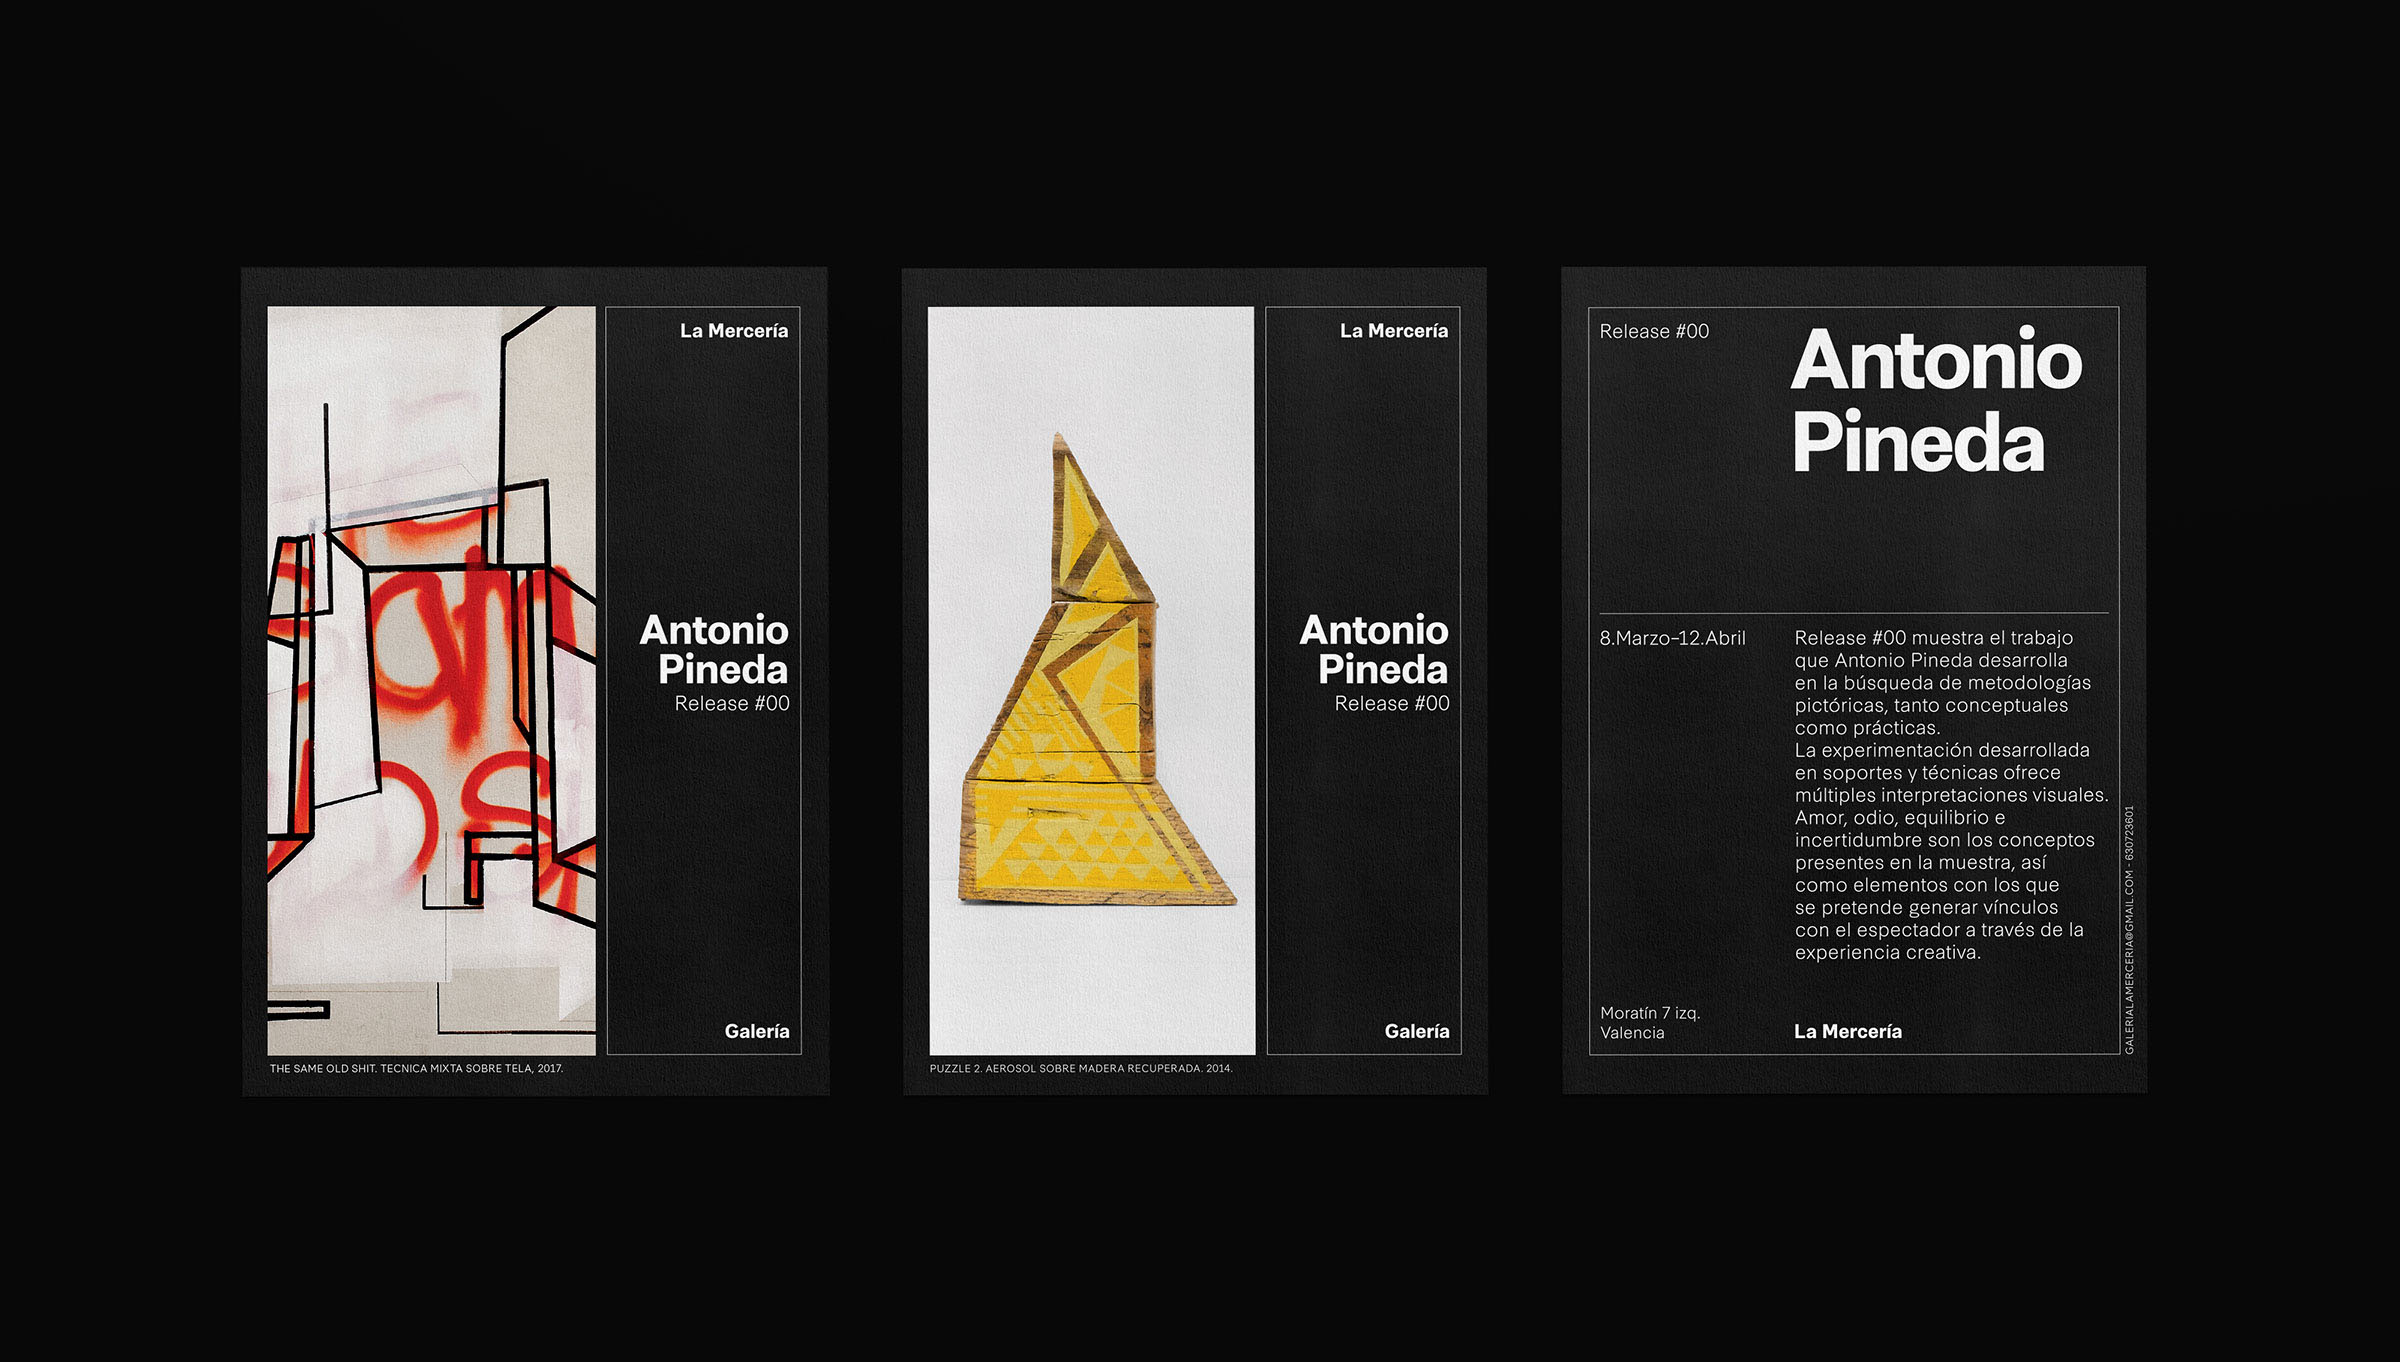 La Mercería
Antonio
Pineda
Release #00
Galería
THE SAME OLD SHIT. TECNICA MIXTA SOBRE TELA, 2017.
La Mercería
Antonio
Pineda
Release #00
Galería
PUZZLE 2. AEROSOL SOBRE MADERA RECUPERADA. 2014.
Release #00
Antonio
Pineda
8.Marzo–12.Abril
Release #00 muestra el trabajo
que Antonio Pineda desarrolla
en la búsqueda de metodologías
pictóricas, tanto conceptuales
como prácticas.
La experimentación desarrollada
en soportes y técnicas ofrece
múltiples interpretaciones visuales.
Amor, odio, equilibrio e
incertidumbre son los conceptos
presentes en la muestra, así
como elementos con los que
se pretende generar vínculos
con el espectador a través de la
experiencia creativa.
Moratín 7 izq.
Valencia
La Mercería
GALERIALAMERCERIA@GMAIL.COM - 630723601